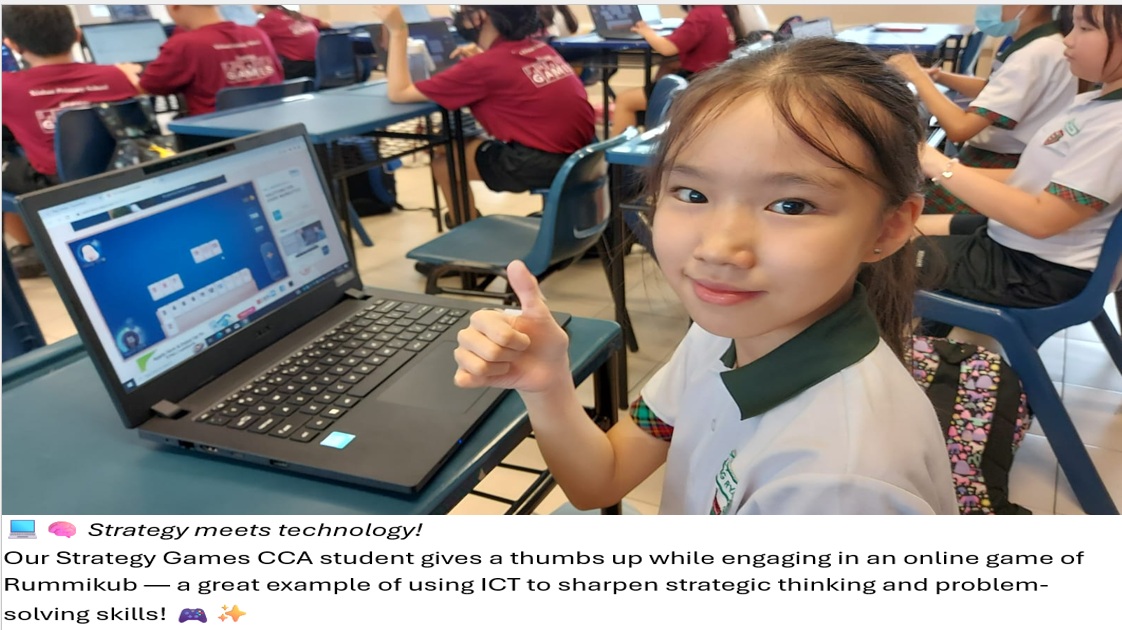 GAMES
GAMES
💻 🧠 Strategy meets technology!
Our Strategy Games CCA student gives a thumbs up while engaging in an online game of
Rummikub — a great example of using ICT to sharpen strategic thinking and problem-
solving skills! 🎮 ✨